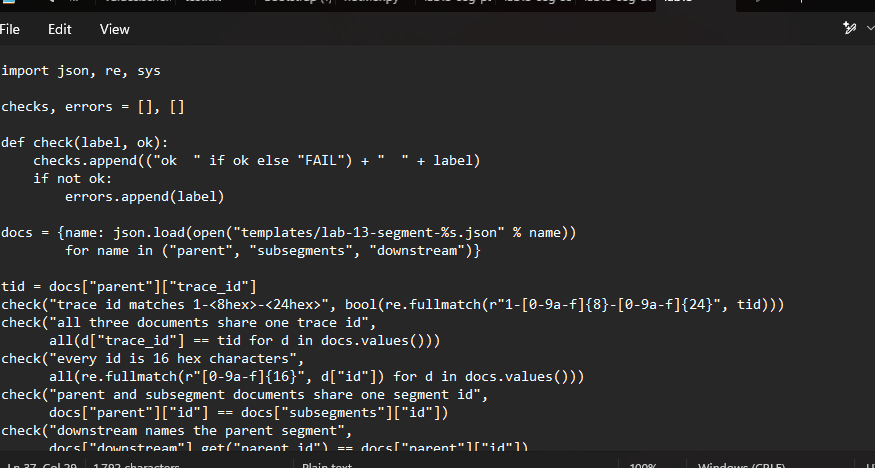 File Edit View
import json, re, sys
checks, errors = [], []
def check(label, ok):
    checks.append(("ok  " if ok else "FAIL") + "  " + label)
    if not ok:
        errors.append(label)
docs = {name: json.load(open("templates/lab-13-segment-%s.json" % name))
        for name in ("parent", "subsegments", "downstream")}
tid = docs["parent"]["trace_id"]
check("trace id matches 1-<8hex>-<24hex>", bool(re.fullmatch(r"1-[0-9a-f]{8}-[0-9a-f]{24}", tid)))
check("all three documents share one trace id",
      all(d["trace_id"] == tid for d in docs.values()))
check("every id is 16 hex characters",
      all(re.fullmatch(r"[0-9a-f]{16}", d["id"]) for d in docs.values()))
check("parent and subsegment documents share one segment id",
      docs["parent"]["id"] == docs["subsegments"]["id"])
check("downstream names the parent segment",
      docs["downstream"].get("parent_id") == docs["parent"]["id"])
Ln 37, Col 29 1,792 characters Plain text 100% Windows (CRLF)